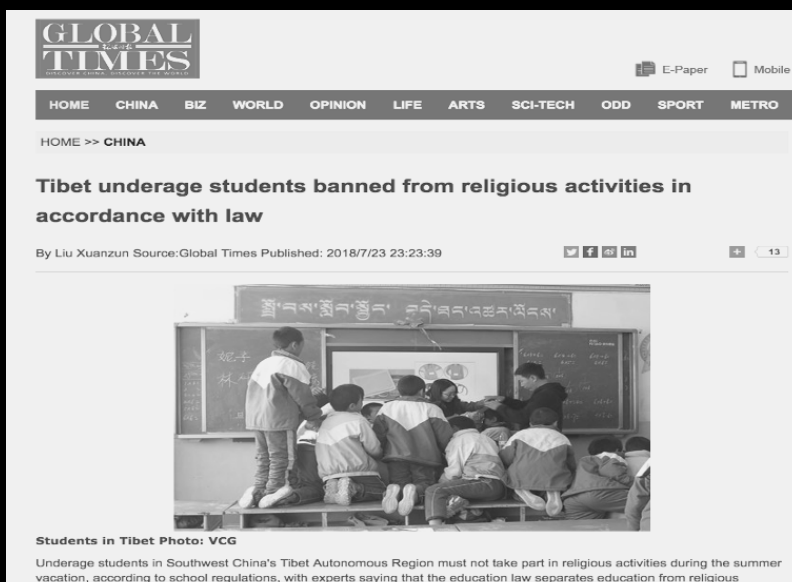 GLOBAL
TIMES
DISCOVER CHINA, DISCOVER THE WORLD
E-Paper
Mobile
HOME CHINA BIZ WORLD OPINION LIFE ARTS SCI-TECH ODD SPORT METRO
HOME >> CHINA
Tibet underage students banned from religious activities in
accordance with law
By Liu Xuanzun Source:Global Times Published: 2018/7/23 23:23:39
13
Students in Tibet Photo: VCG
Underage students in Southwest China's Tibet Autonomous Region must not take part in religious activities during the summer
vacation, according to school regulations, with experts saying that the education law separates education from religious